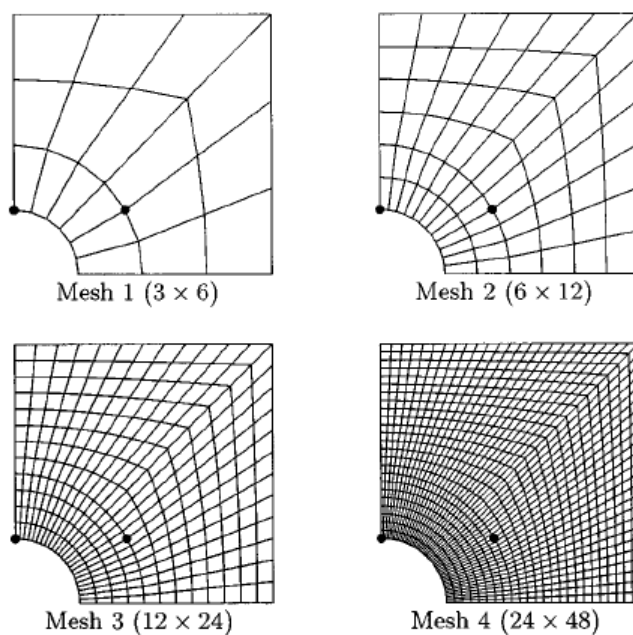 Mesh 1 (3 × 6)
Mesh 2 (6 × 12)
Mesh 3 (12 × 24)
Mesh 4 (24 × 48)